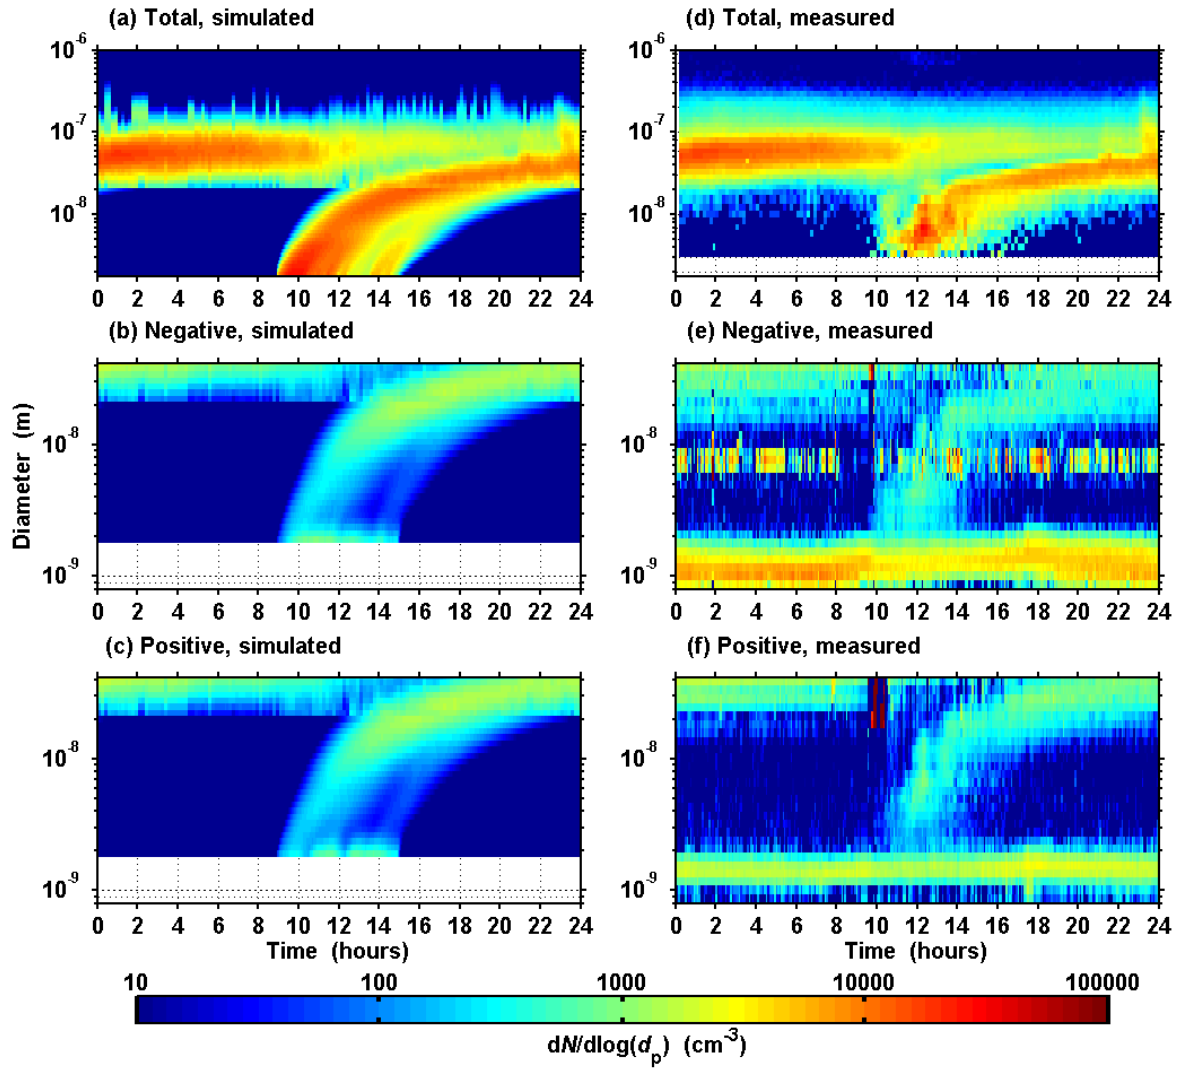 (a) Total, simulated
10-6
10-7
10-8
0 2 4 6 8 10 12 14 16 18 20 22 24
(d) Total, measured
10-6
10-7
10-8
0 2 4 6 8 10 12 14 16 18 20 22 24
(b) Negative, simulated
10-8
10-9
0 2 4 6 8 10 12 14 16 18 20 22 24
(e) Negative, measured
10-8
10-9
0 2 4 6 8 10 12 14 16 18 20 22 24
Diameter (m)
(c) Positive, simulated
10-8
10-9
0 2 4 6 8 10 12 14 16 18 20 22 24
Time (hours)
(f) Positive, measured
10-8
10-9
0 2 4 6 8 10 12 14 16 18 20 22 24
Time (hours)
10 100 1000 10000 100000
dN/dlog(dp) (cm-3)